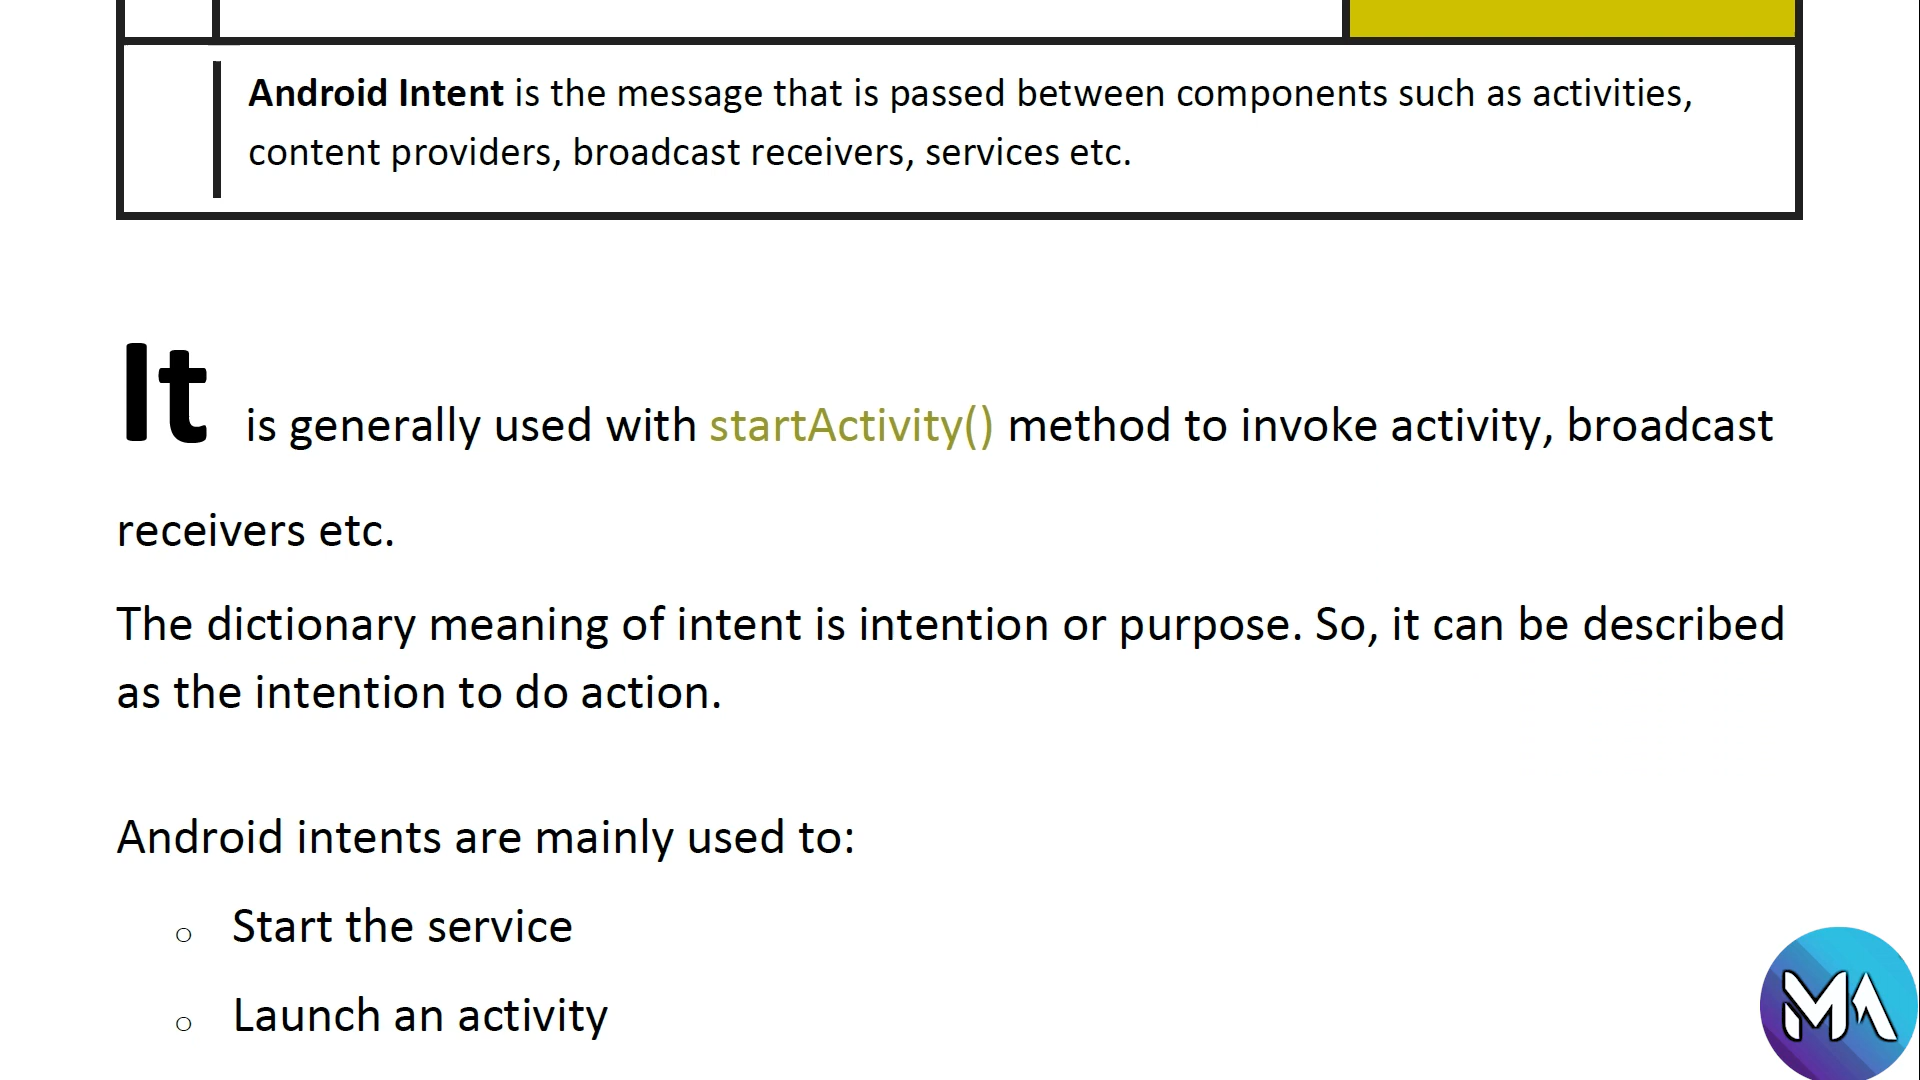 Android Intent is the message that is passed between components such as activities,
content providers, broadcast receivers, services etc.
It is generally used with startActivity() method to invoke activity, broadcast
receivers etc.
The dictionary meaning of intent is intention or purpose. So, it can be described
as the intention to do action.
Android intents are mainly used to:
○ Start the service
○ Launch an activity
MA